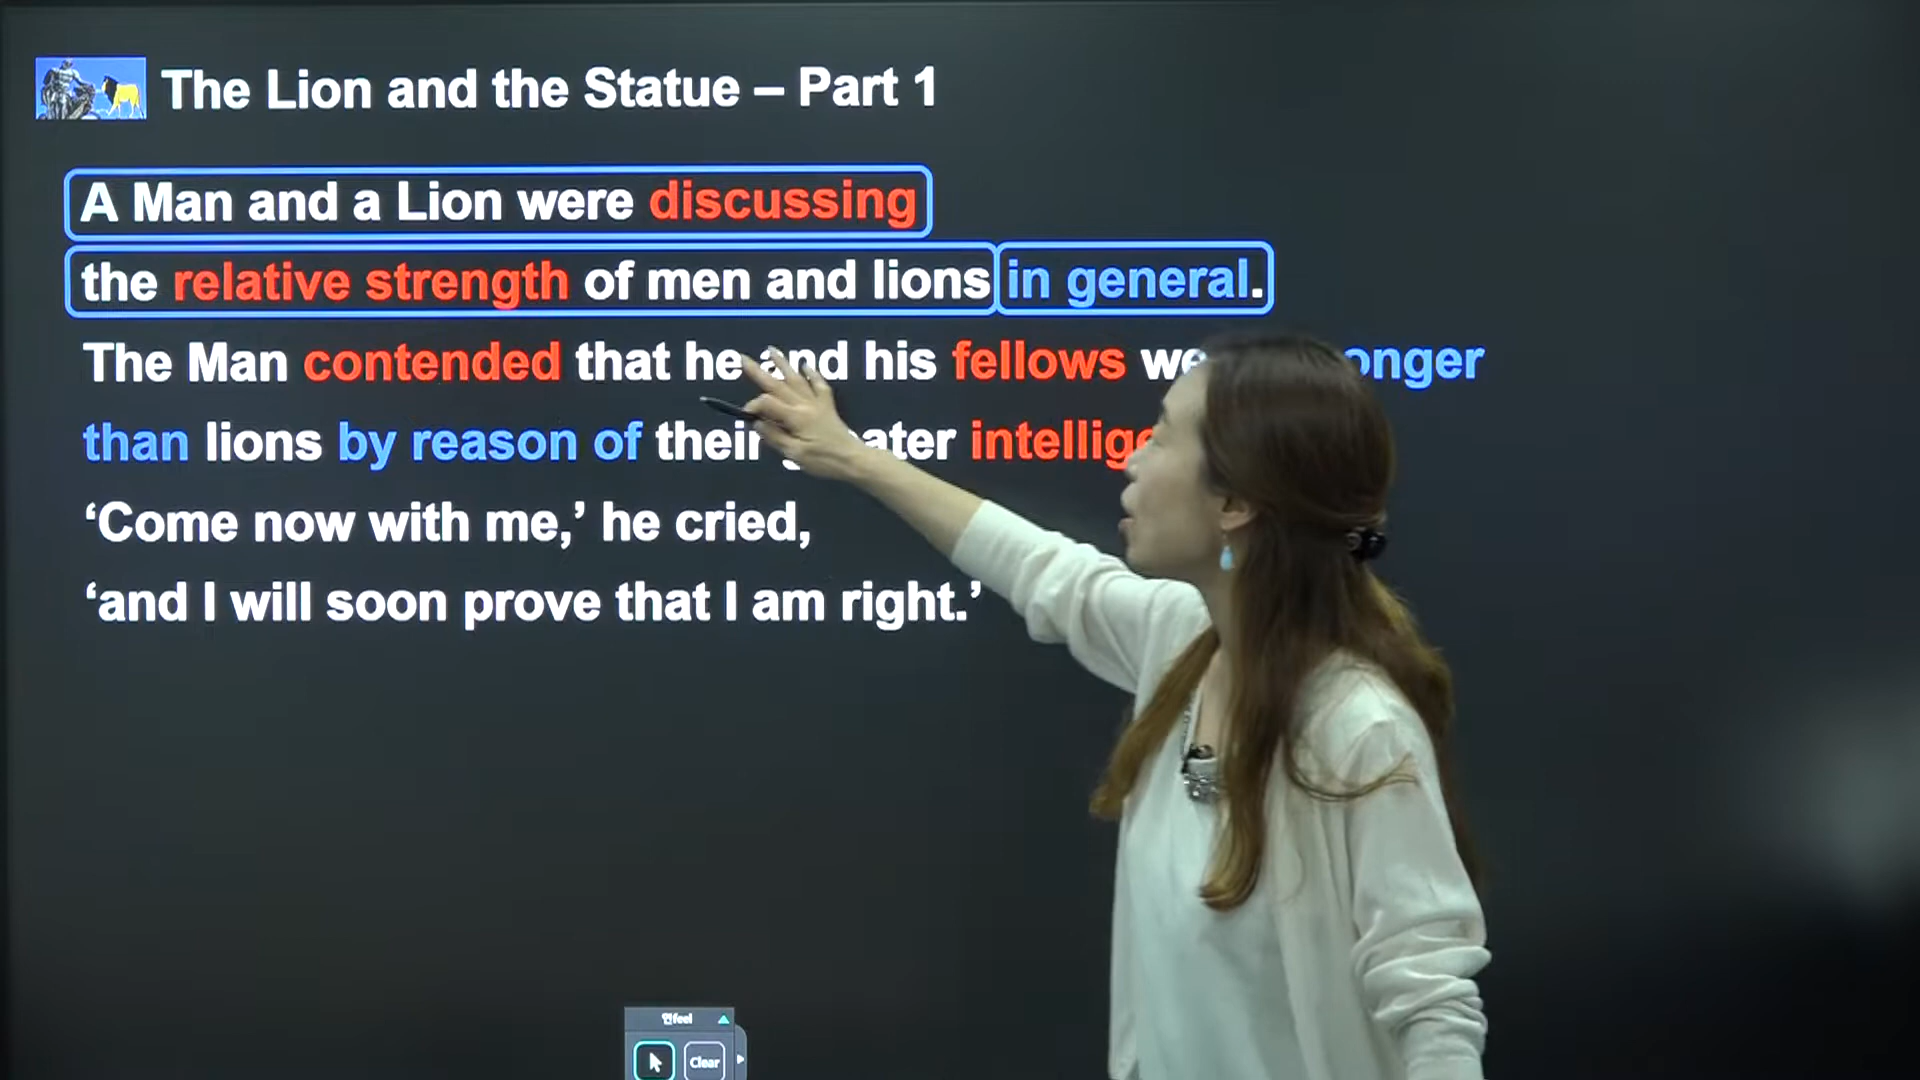 The Lion and the Statue – Part 1
A Man and a Lion were discussing
the relative strength of men and lions in general.
The Man contended that he and his fellows
than lions by reason of their
‘Come now with me,’ he cried,
‘and I will soon prove that I am right.’
Clear